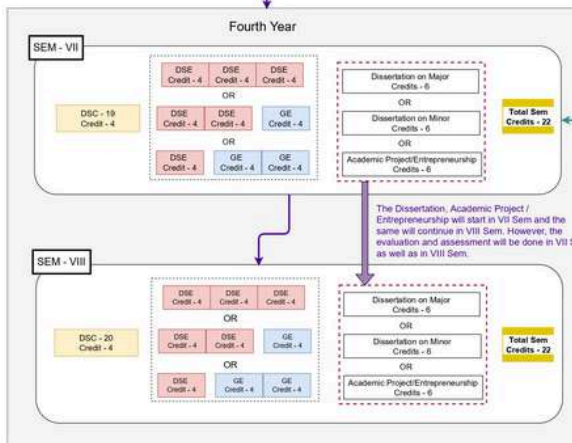 Fourth Year
SEM - VII
DSC - 19
Credit - 4
DSE
Credit - 4
DSE
Credit - 4
DSE
Credit - 4
OR
DSE
Credit - 4
DSE
Credit - 4
GE
Credit - 4
OR
DSE
Credit - 4
GE
Credit - 4
GE
Credit - 4
Dissertation on Major
Credits - 6
OR
Dissertation on Minor
Credits - 6
OR
Academic Project/Entrepreneurship
Credits - 6
Total Sem
Credits - 22
The Dissertation, Academic Project /
Entrepreneurship will start in VII Sem and the
same will continue in VIII Sem. However, the
evaluation and assessment will be done in VII S
as well as in VIII Sem.
SEM - VIII
DSC - 20
Credit - 4
DSE
Credit - 4
DSE
Credit - 4
DSE
Credit - 4
OR
DSE
Credit - 4
DSE
Credit - 4
GE
Credit - 4
OR
DSE
Credit - 4
GE
Credit - 4
GE
Credit - 4
Dissertation on Major
Credits - 6
OR
Dissertation on Minor
Credits - 6
OR
Academic Project/Entrepreneurship
Credits - 6
Total Sem
Credits - 22